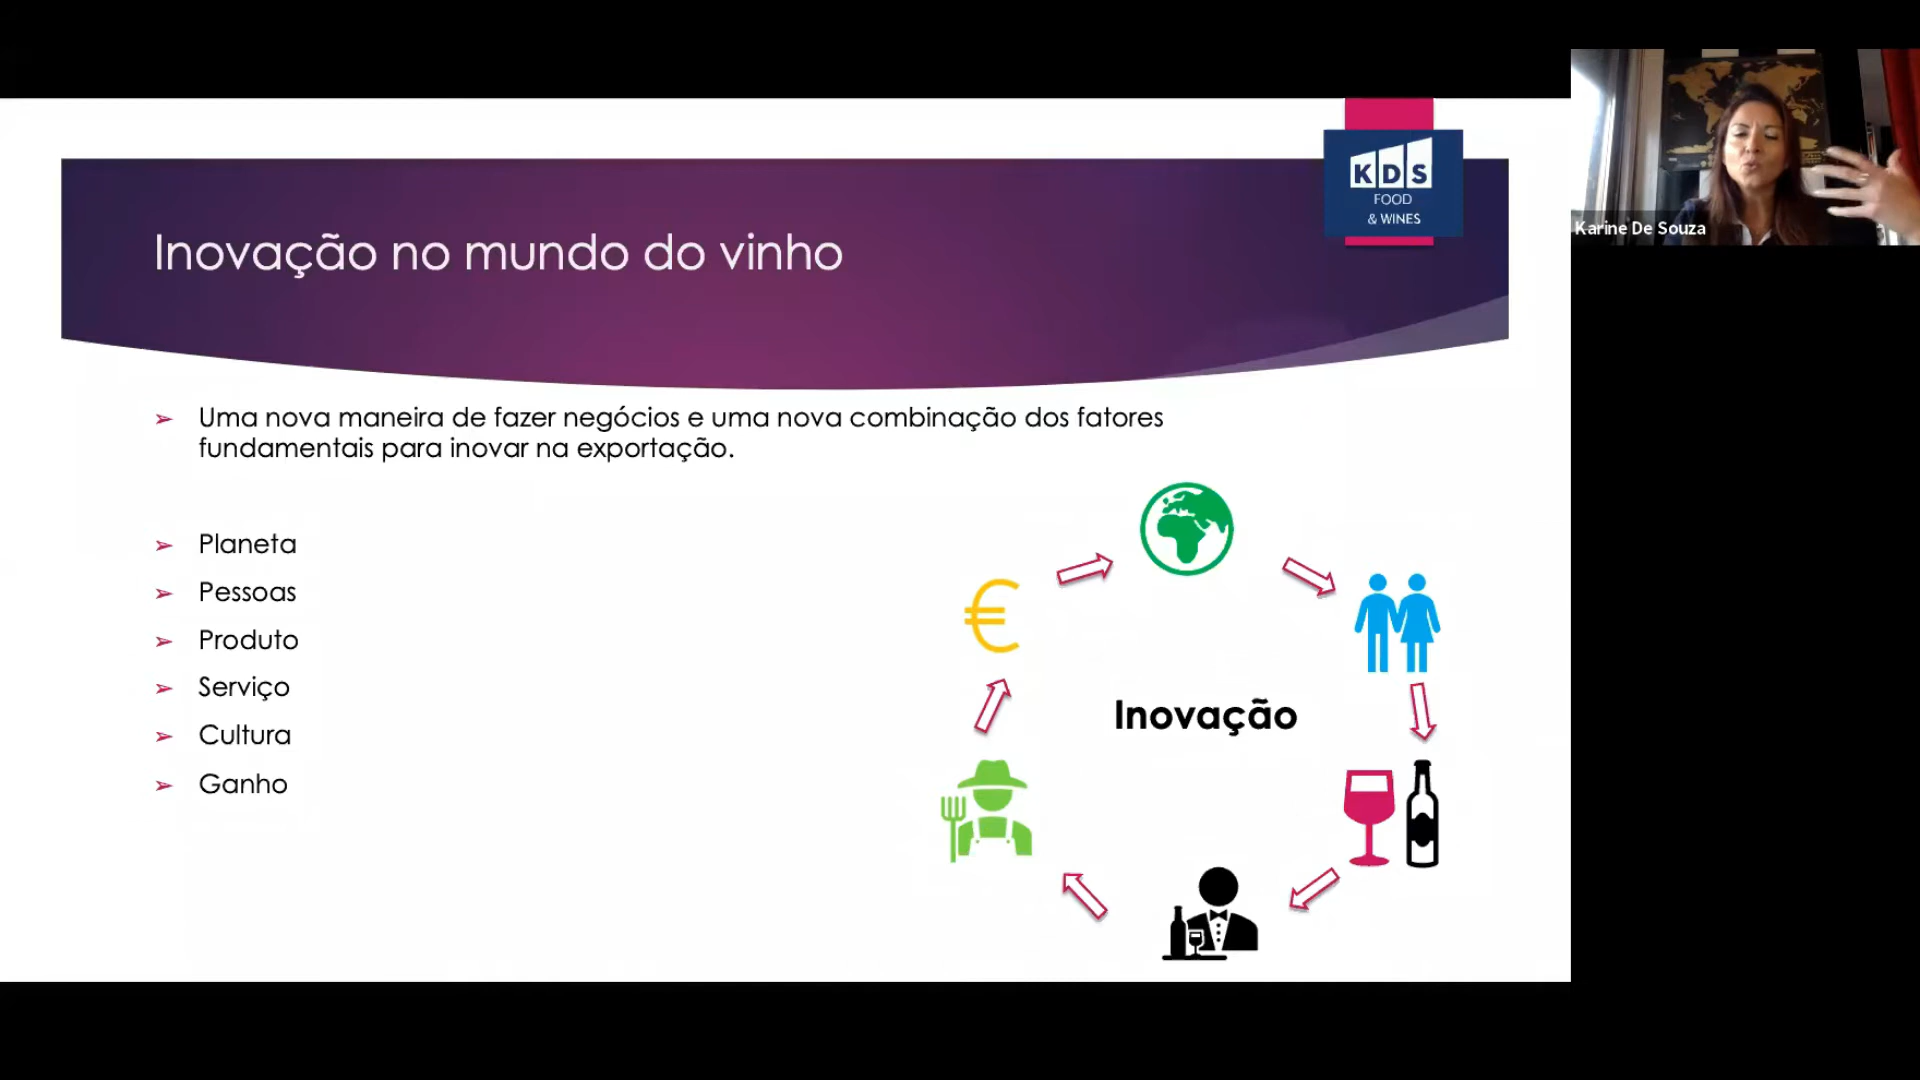 KDS
FOOD
& WINES
Karine De Souza
Inovação no mundo do vinho
➢ Uma nova maneira de fazer negócios e uma nova combinação dos fatores
fundamentais para inovar na exportação.
➢ Planeta
➢ Pessoas
➢ Produto
➢ Serviço
➢ Cultura
➢ Ganho
€
Inovação